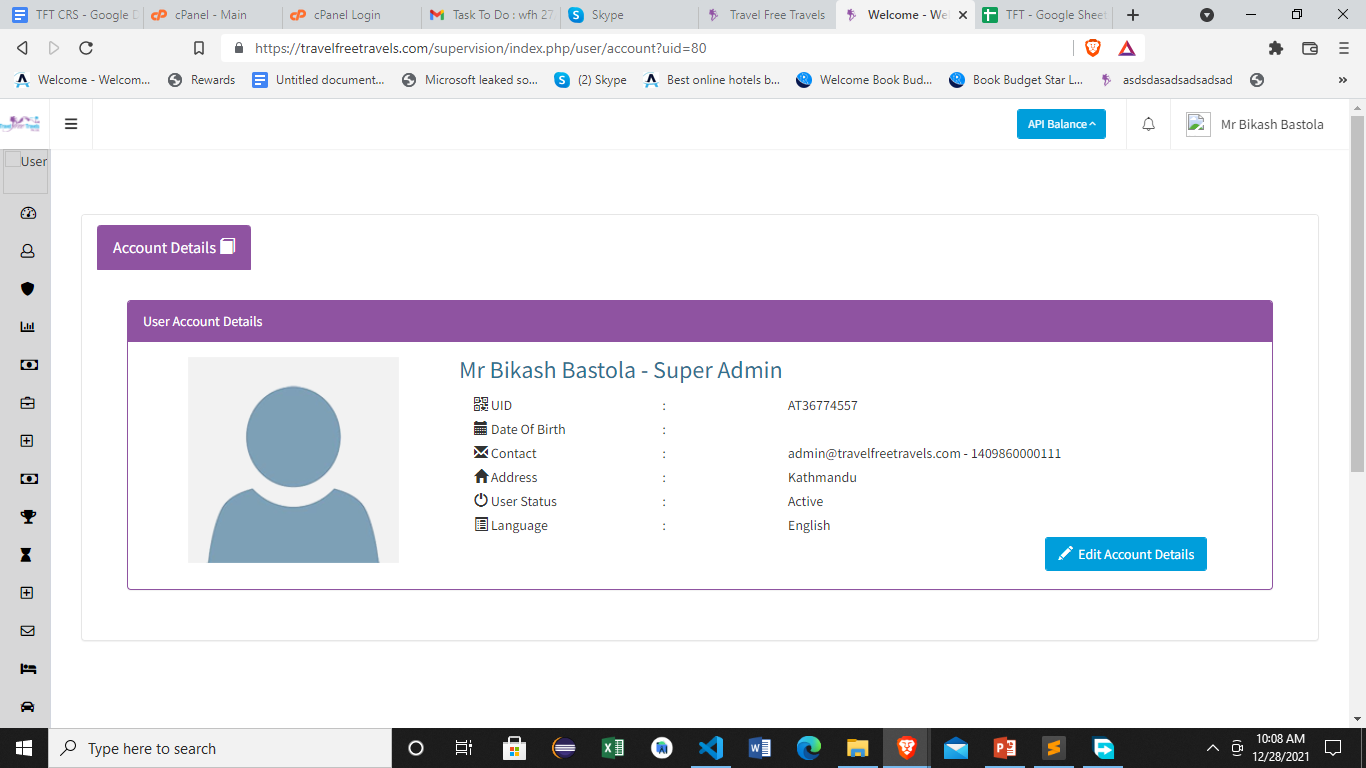 TFT CRS - Google D
cPanel - Main
cPanel Login
Task To Do : wfh 27
Skype
Travel Free Travels
Welcome - Wel
TFT - Google Sheet
https://travelfreetravels.com/supervision/index.php/user/account?uid=80
Welcome - Welcom...
Rewards
Untitled document...
Microsoft leaked so...
(2) Skype
Best online hotels b...
Welcome Book Bud...
Book Budget Star L...
asdsdasadsadsadsad
»
API Balance
Mr Bikash Bastola
User
Account Details
User Account Details
Mr Bikash Bastola - Super Admin
UID : AT36774557
Date Of Birth :
Contact : admin@travelfreetravels.com - 1409860000111
Address : Kathmandu
User Status : Active
Language : English
Edit Account Details
Type here to search
10:08 AM
12/28/2021